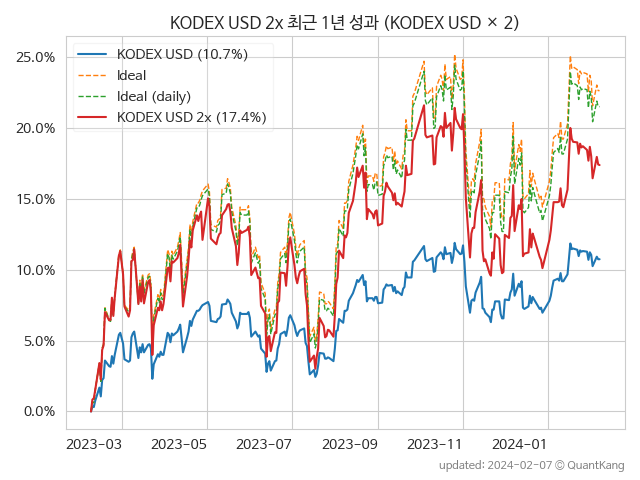 KODEX USD 2x 최근 1년 성과 (KODEX USD × 2)
25.0%
20.0%
15.0%
10.0%
5.0%
0.0%
KODEX USD (10.7%)
Ideal
Ideal (daily)
KODEX USD 2x (17.4%)
2023-03
2023-05
2023-07
2023-09
2023-11
2024-01
updated: 2024-02-07 © QuantKang